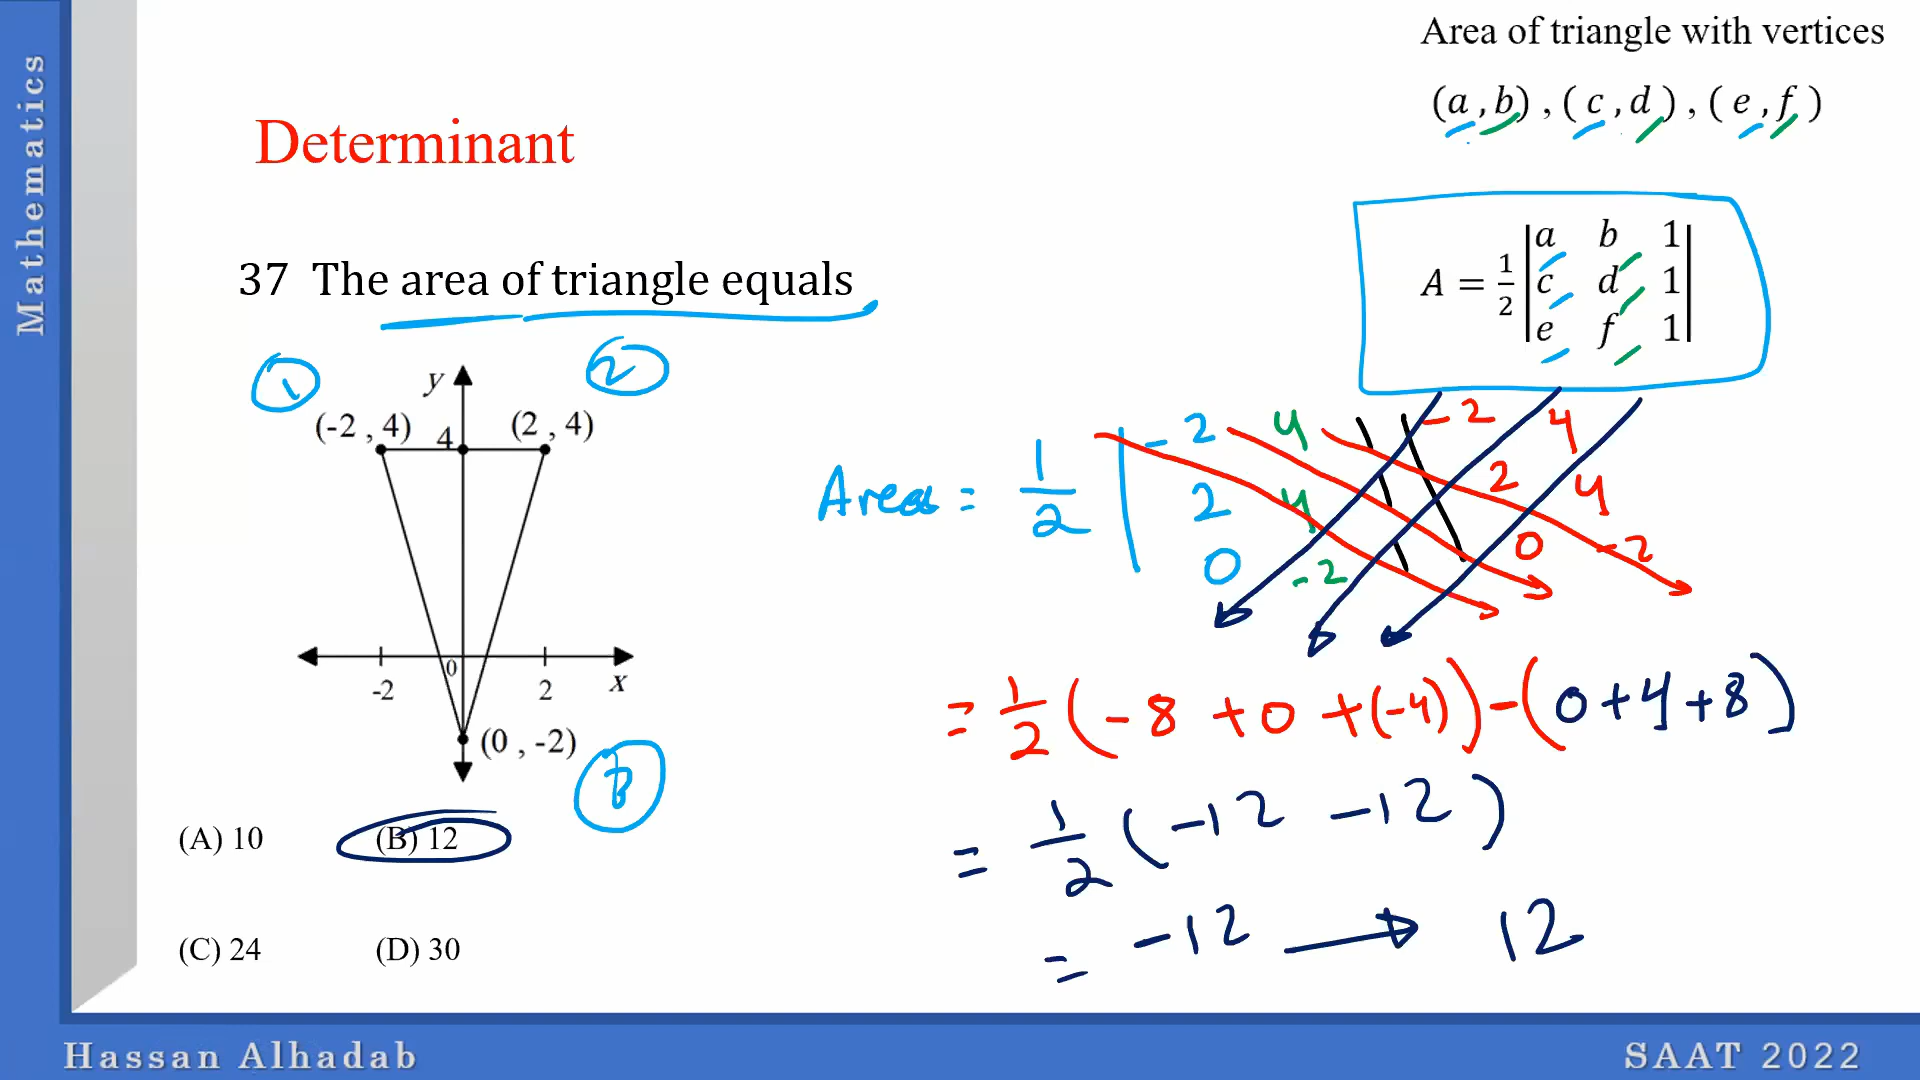 Mathematics
Area of triangle with vertices
(a , b) , ( c , d ) , ( e , f )
Determinant
A = 1/2 |a b 1|
|c d 1|
|e f 1|
37 The area of triangle equals
1
2
y
(-2 , 4) 4 (2 , 4)
0
-2 2 x
(0 , -2)
3
(A) 10 (B) 12
(C) 24 (D) 30
Area = 1/2 | -2 4 1 | -2 4
2 4 1 | 2 4
0 -2 1 | 0 -2
= 1/2 (-8 + 0 + (-4)) - (0 + 4 + 8)
= 1/2 (-12 -12)
= -12 → 12
Hassan Alhadab
SAAT 2022